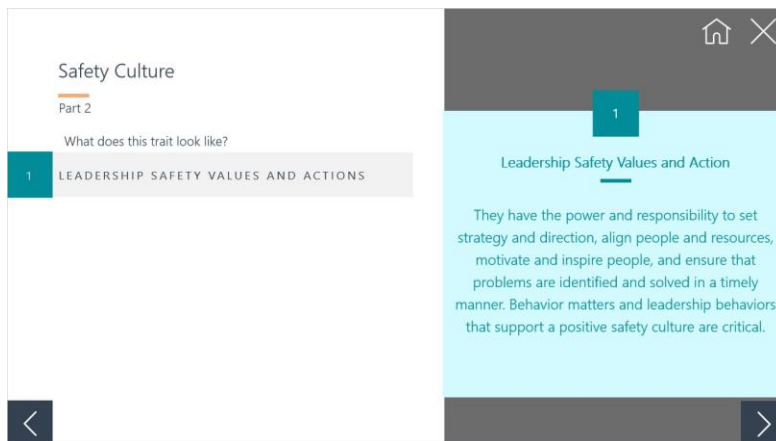 Safety Culture
Part 2
What does this trait look like?
1
LEADERSHIP SAFETY VALUES AND ACTIONS
1
Leadership Safety Values and Action
They have the power and responsibility to set
strategy and direction, align people and resources,
motivate and inspire people, and ensure that
problems are identified and solved in a timely
manner. Behavior matters and leadership behaviors
that support a positive safety culture are critical.